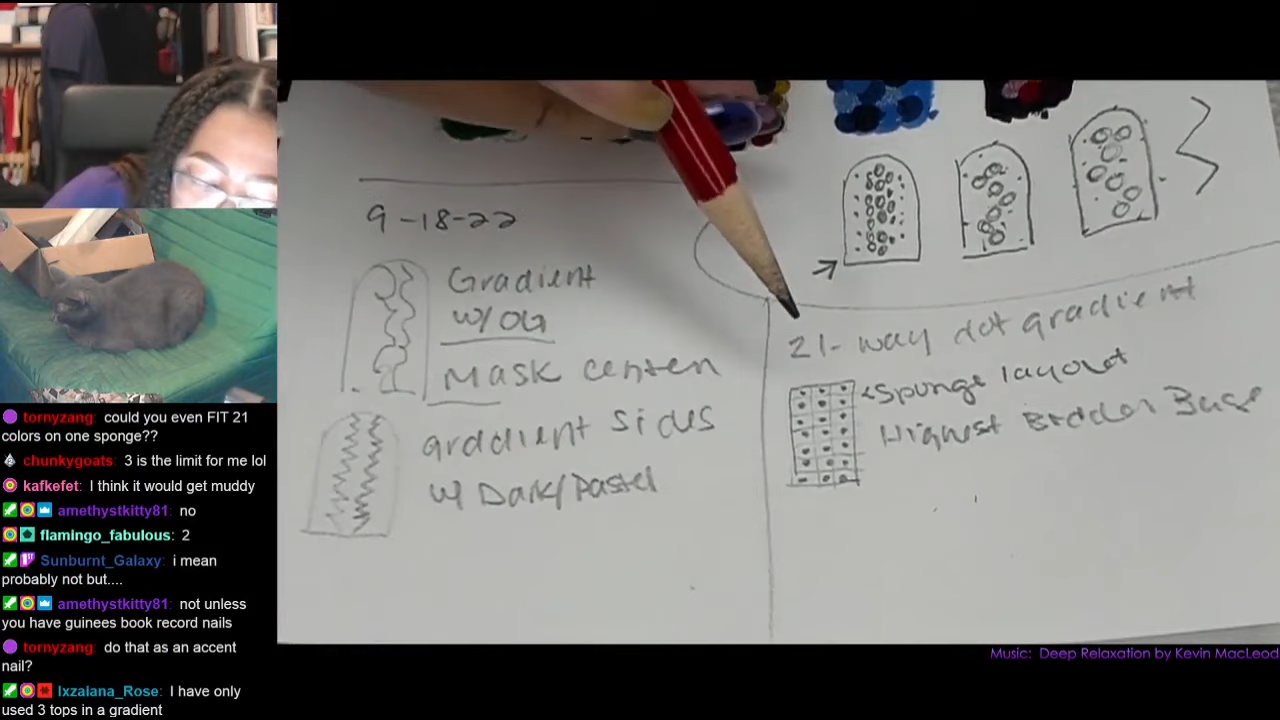 tornyzang: could you even FIT 21
colors on one sponge??
chunkygoats: 3 is the limit for me lol
kafkefet: I think it would get muddy
amethystkitty81: no
flamingo_fabulous: 2
Sunburnt_Galaxy: i mean
probably not but....
amethystkitty81: not unless
you have guinees book record nails
tornyzang: do that as an accent
nail?
Ixzaiana_Rose: I have only
used 3 tops in a gradient
9-18-22
Gradient
w/ OG
Mask center
gradient sides
w/ Dark/Pastel
21-way dot gradient
sponge layout
Highest Bidder Base
Music: Deep Relaxation by Kevin MacLeod